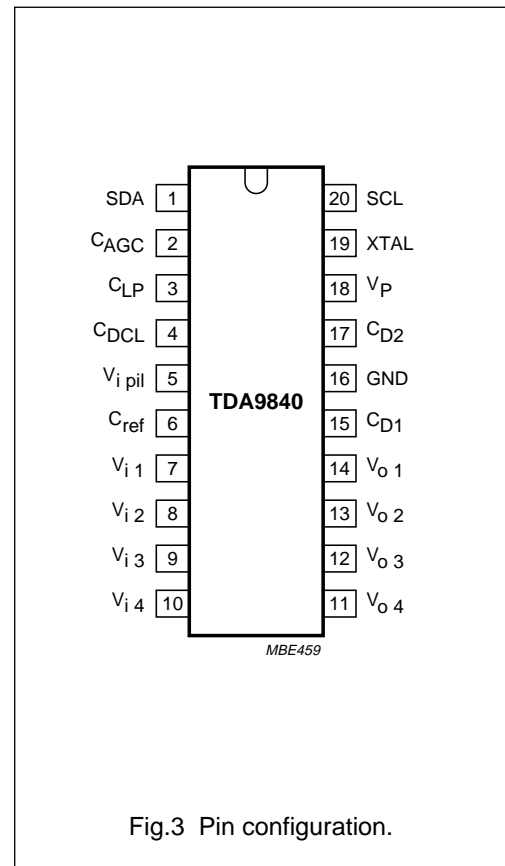 SDA 1 20 SCL
CAGC 2 19 XTAL
CLP 3 18 VP
CDCL 4 17 CD2
Vi pil 5 16 GND
TDA9840
Cref 6 15 CD1
Vi 1 7 14 Vo 1
Vi 2 8 13 Vo 2
Vi 3 9 12 Vo 3
Vi 4 10 11 Vo 4
MBE459
Fig.3 Pin configuration.